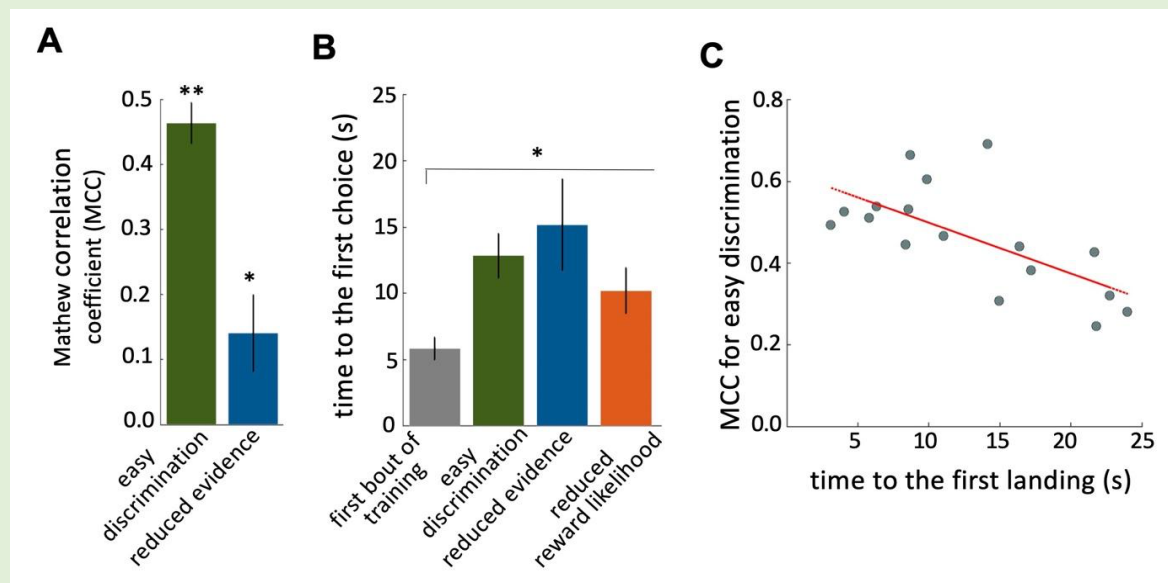 A
Mathew correlation
coefficient (MCC)
0.5
0.4
0.3
0.2
0.1
0.0
**
*
easy
discrimination
reduced evidence
B
time to the first choice (s)
25
20
15
10
5
0
*
first bout of
training
easy
discrimination
reduced evidence
reduced
reward likelihood
C
MCC for easy discrimination
0.8
0.6
0.4
0.2
0.0
5 10 15 20 25
time to the first landing (s)